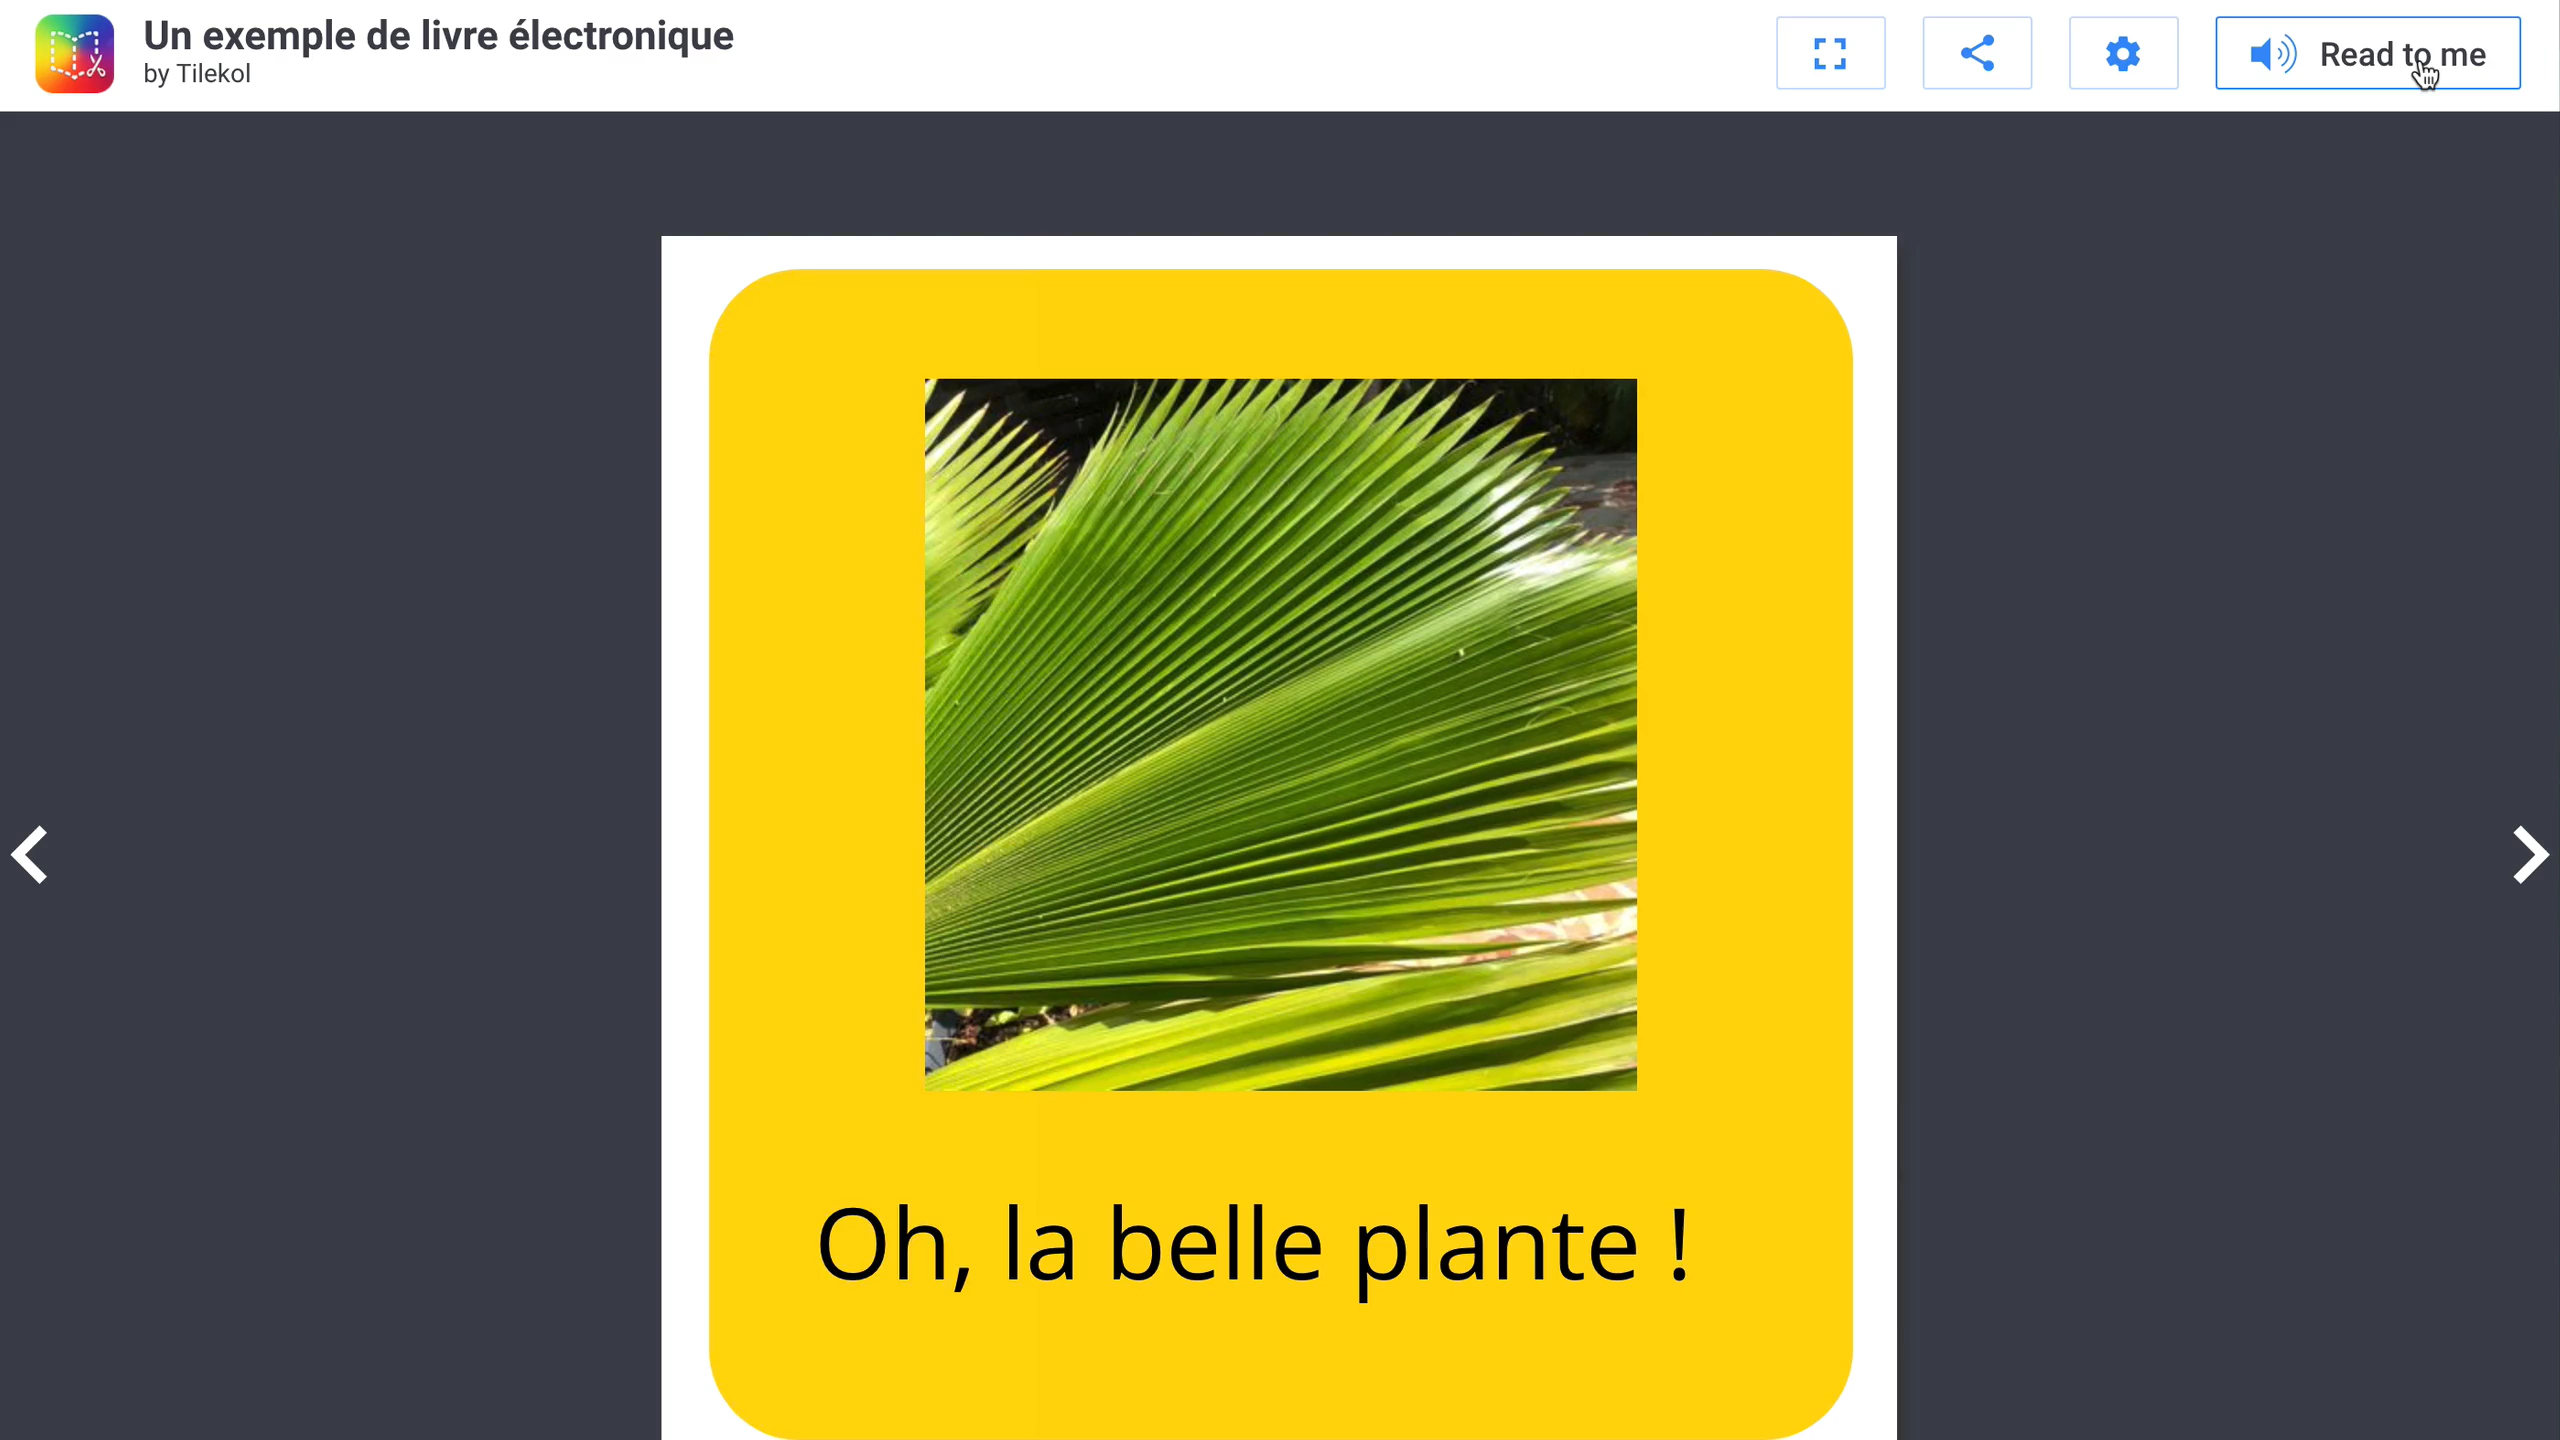 Un exemple de livre électronique
by Tilekol
Read to me
Oh, la belle plante !